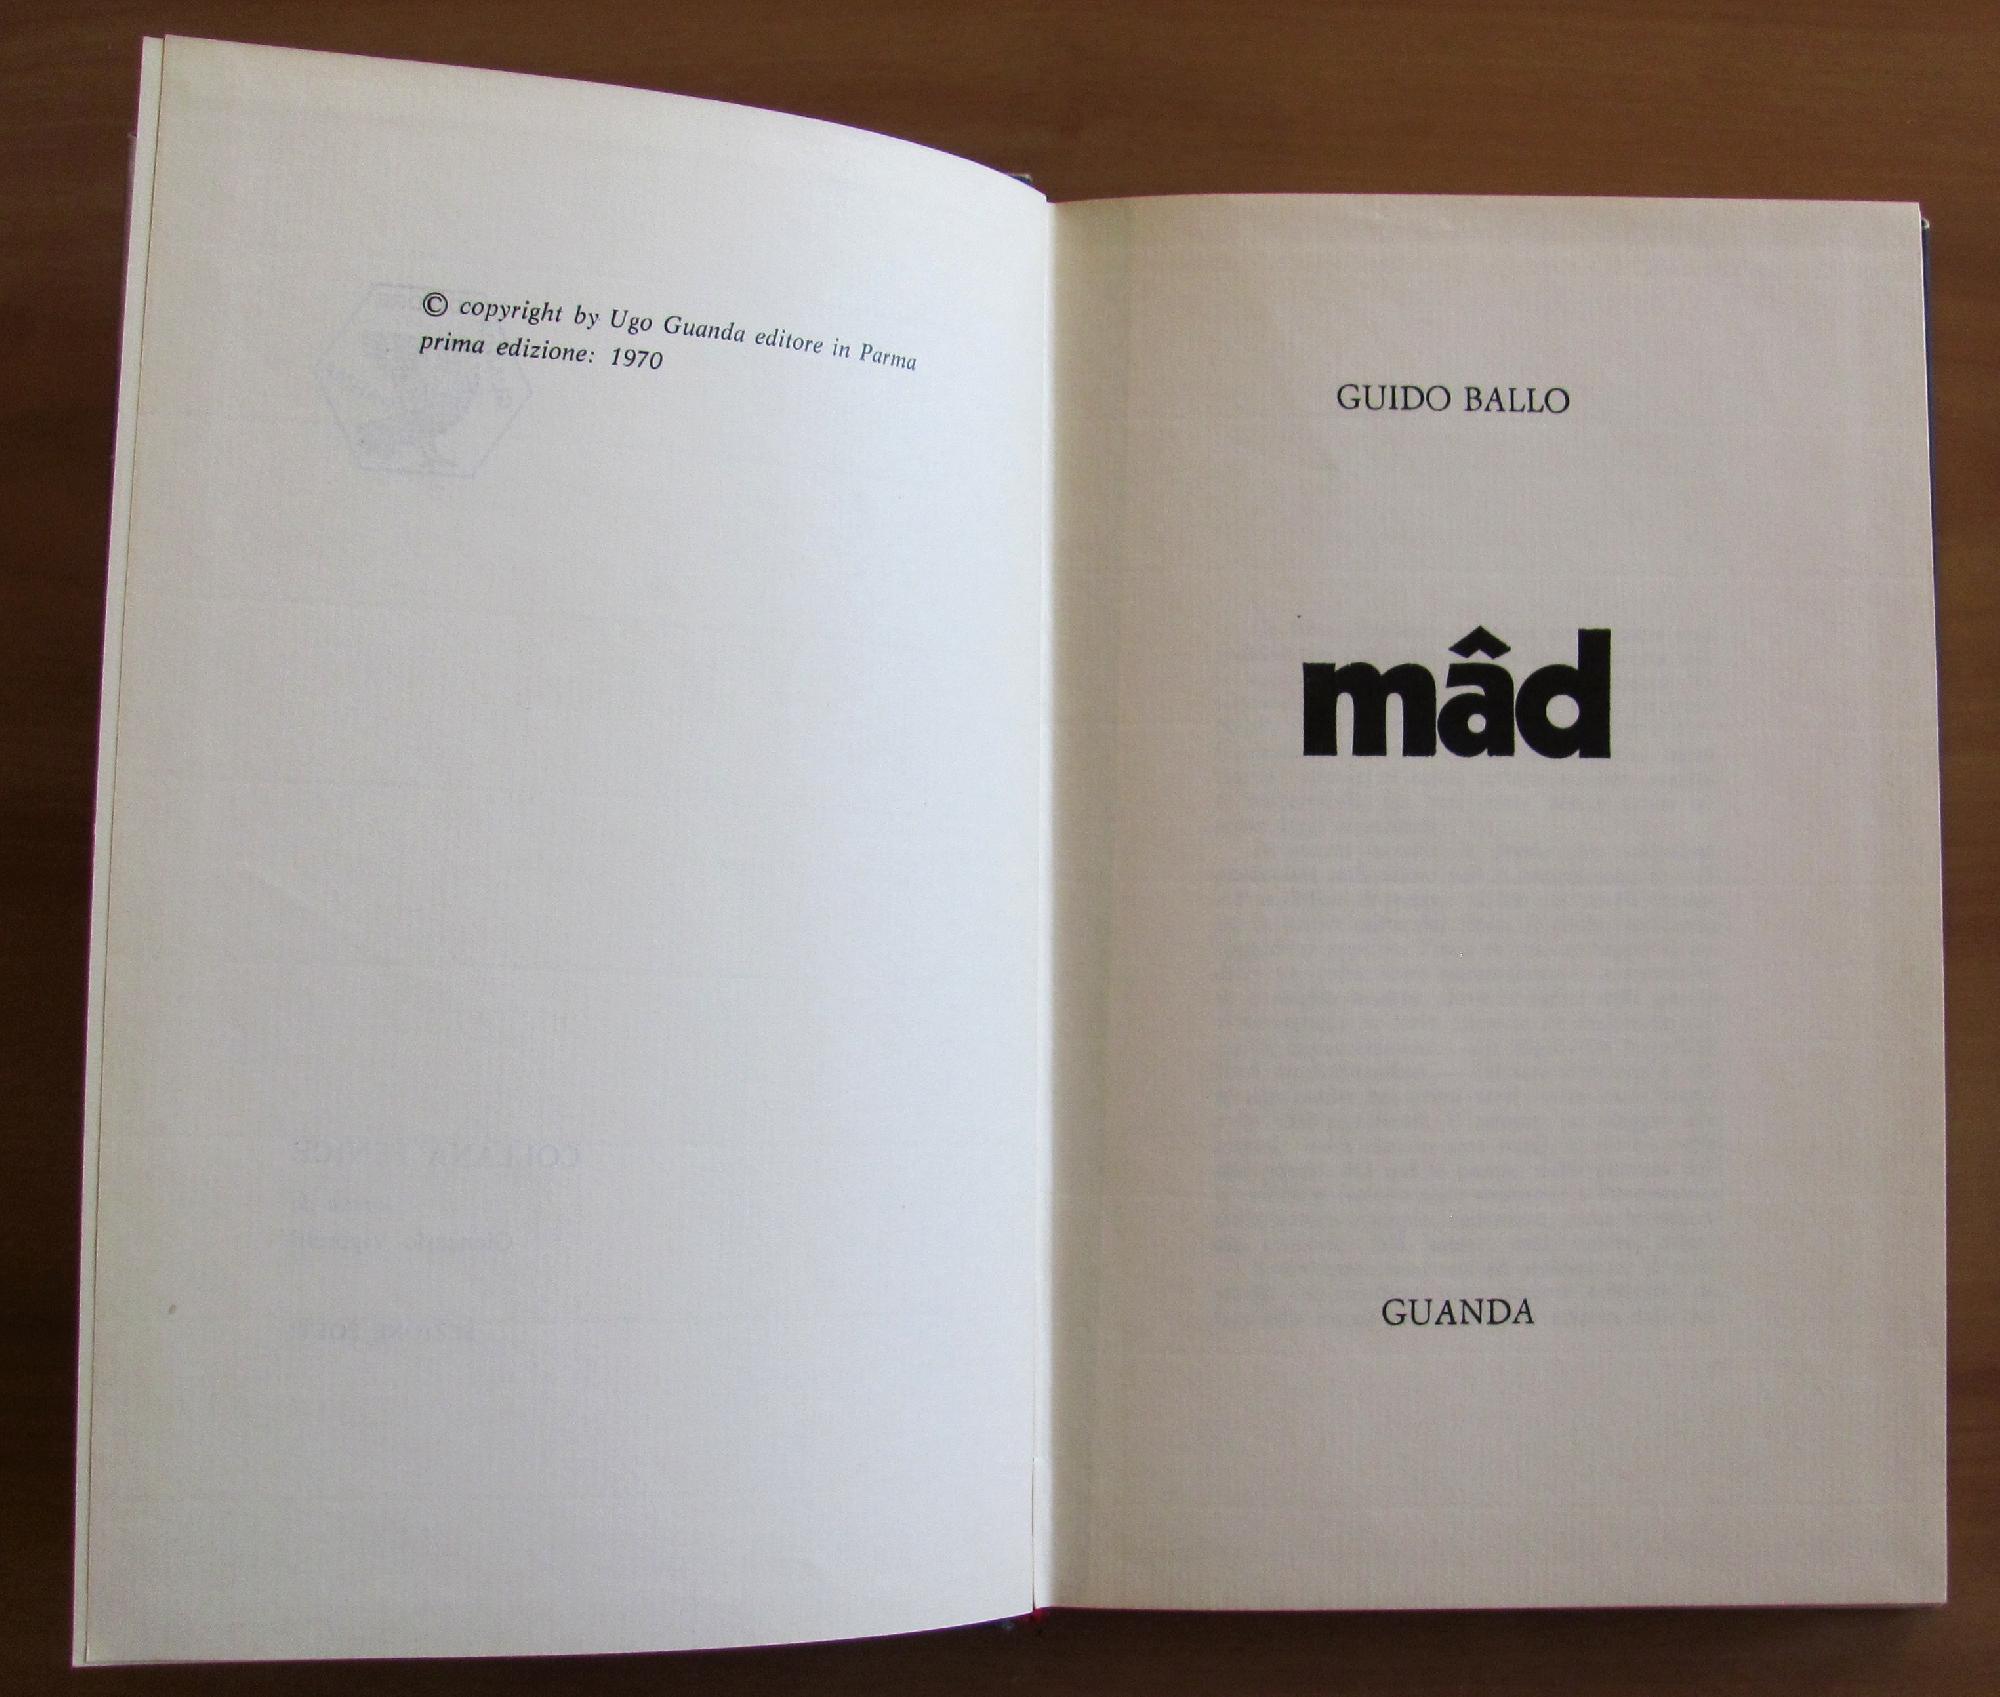 © copyright by Ugo Guanda editore in Parma
prima edizione: 1970
GUIDO BALLO
mâd
GUANDA